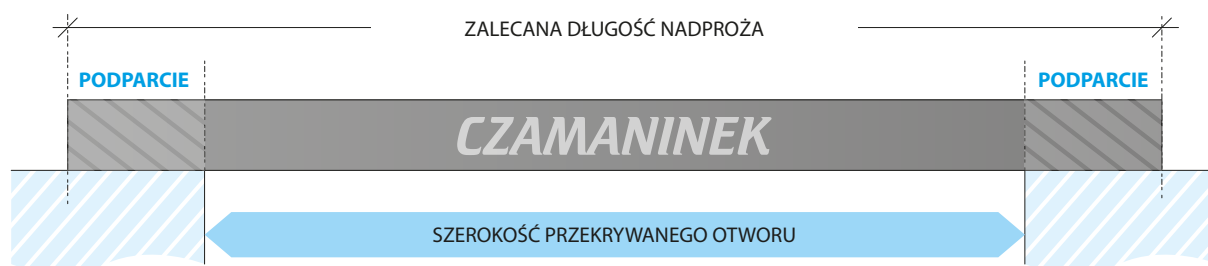 ZALECANA DŁUGOŚĆ NADPROŻA
PODPARCIE
PODPARCIE
CZAMANINEK
SZEROKOŚĆ PRZEKRYWANEGO OTWORU